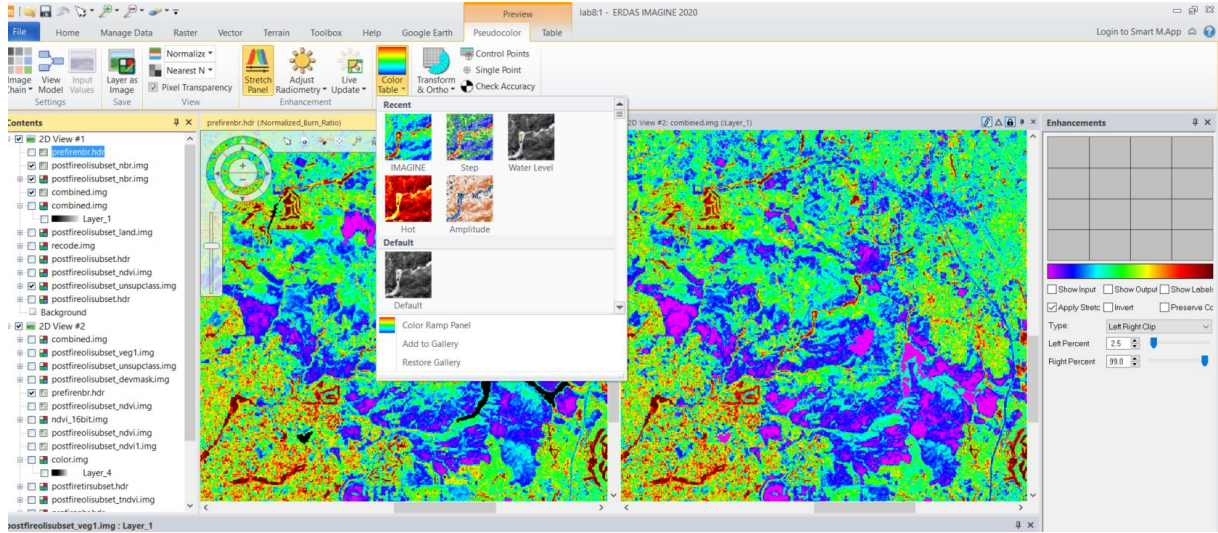 Preview
lab8:1 - ERDAS IMAGINE 2020
File Home Manage Data Raster Vector Terrain Toolbox Help Google Earth Pseudocolor Table
Login to Smart M.App
Image Chain
View Model
Input Values
Settings
Layer as Image
Save
Normaliz
Nearest N
Pixel Transparency
View
Stretch Panel
Adjust Radiometry
Live Update
Enhancement
Color Table
Transform & Ortho
Control Points
Single Point
Check Accuracy
Contents
2D View #1
prefirenbr.hdr
postfireolisubset_nbr.img
postfireolisubset_nbr.img
combined.img
combined.img
Layer_1
postfireolisubset_land.img
recode.img
postfireolisubset.hdr
postfireolisubset_ndvi.img
postfireolisubset_unsupclass.img
postfireolisubset.hdr
Background
2D View #2
combined.img
postfireolisubset_veg1.img
postfireolisubset_unsupclass.img
postfireolisubset_devmask.img
prefirenbr.hdr
postfireolisubset_ndvi.img
ndvi_16bit.img
postfireolisubset_ndvi.img
postfireolisubset_ndvi1.img
color.img
Layer_4
postfiretirsubset.hdr
postfireolisubset_tndvi.img
postfireolisubset_veg1.img : Layer_1
prefirenbr.hdr (:Normalized_Burn_Ratio)
Recent
IMAGINE Step Water Level
Hot Amplitude
Default
Default
Color Ramp Panel
Add to Gallery
Restore Gallery
2D View #2: combined.img (:Layer_1)
Enhancements
Show Input Show Output Show Labels
Apply Stretc Invert Preserve Co
Type: Left Right Clip
Left Percent 2.5
Right Percent 99.0